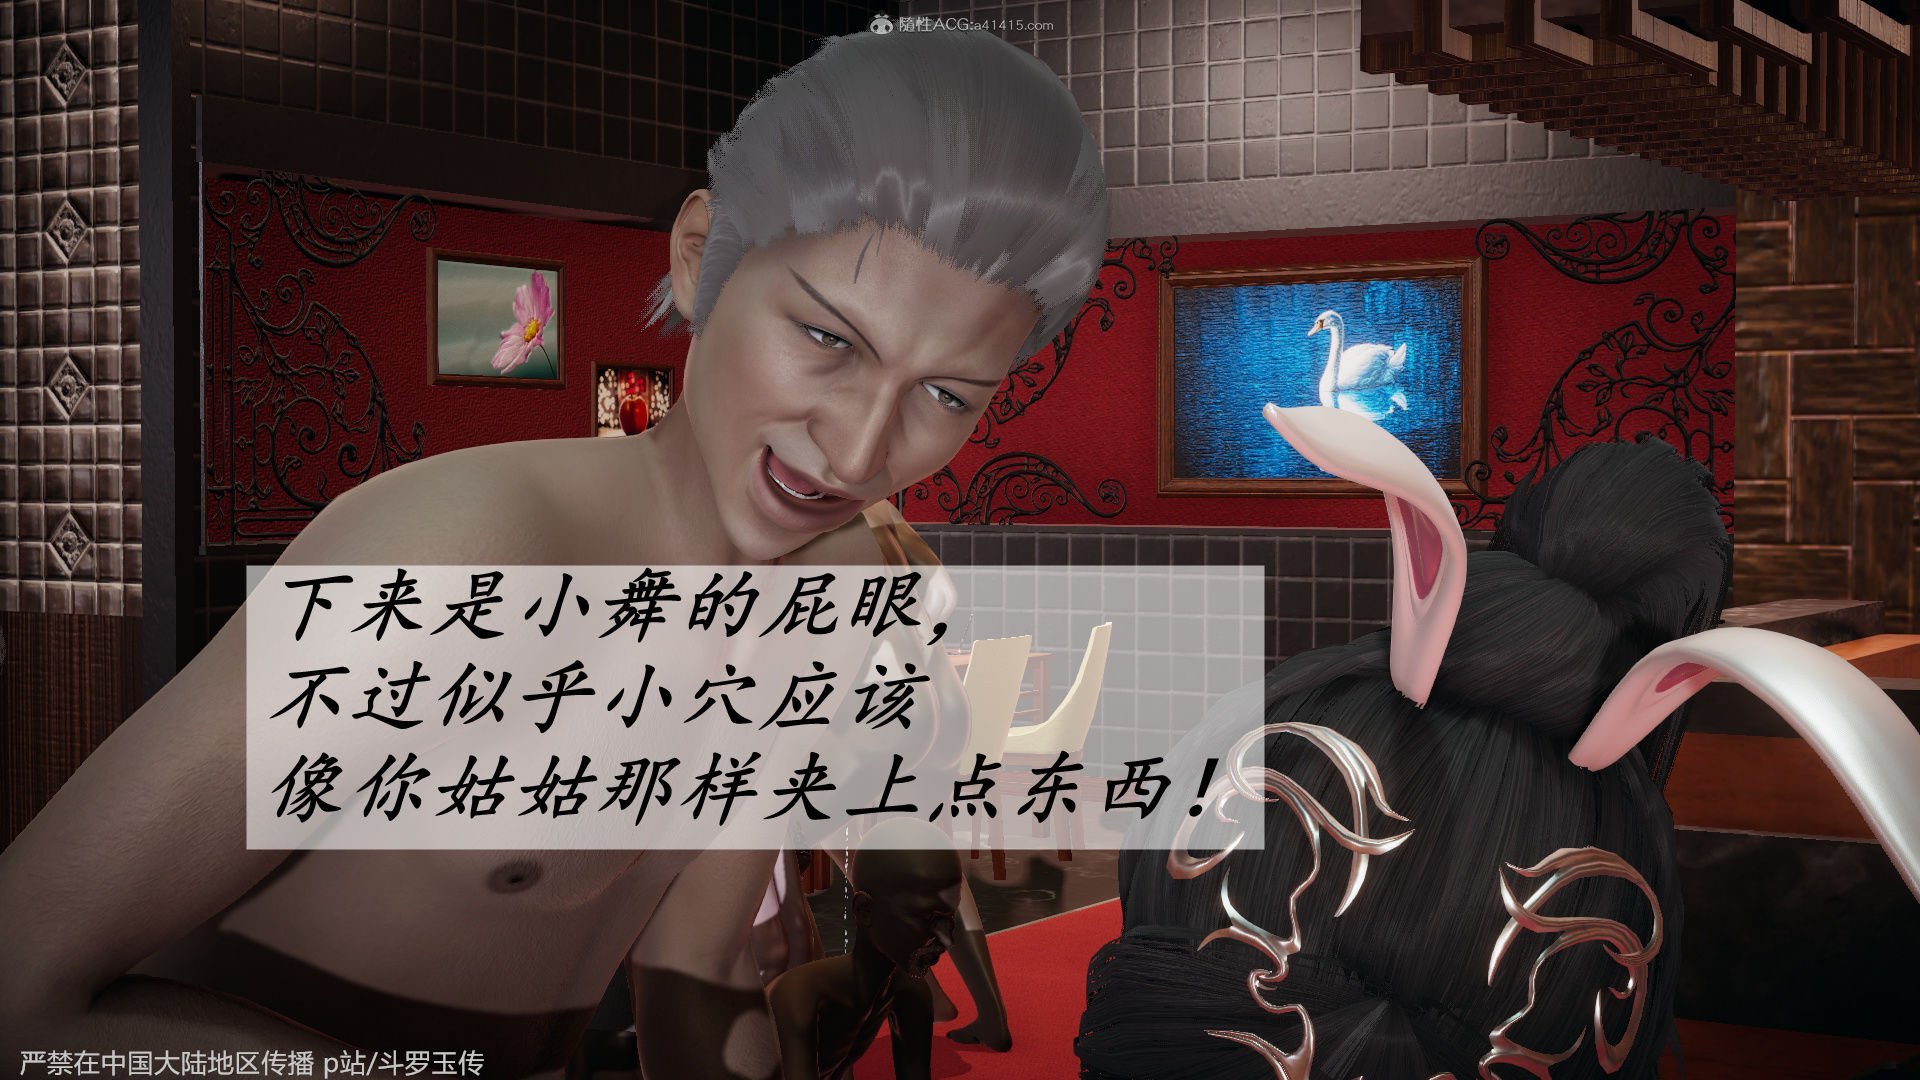 隨性ACG:a41415.com
下来是小舞的屁眼，
不过似乎小穴应该
像你姑姑那样夹上点东西！
严禁在中国大陆地区传播 p站/斗罗玉传